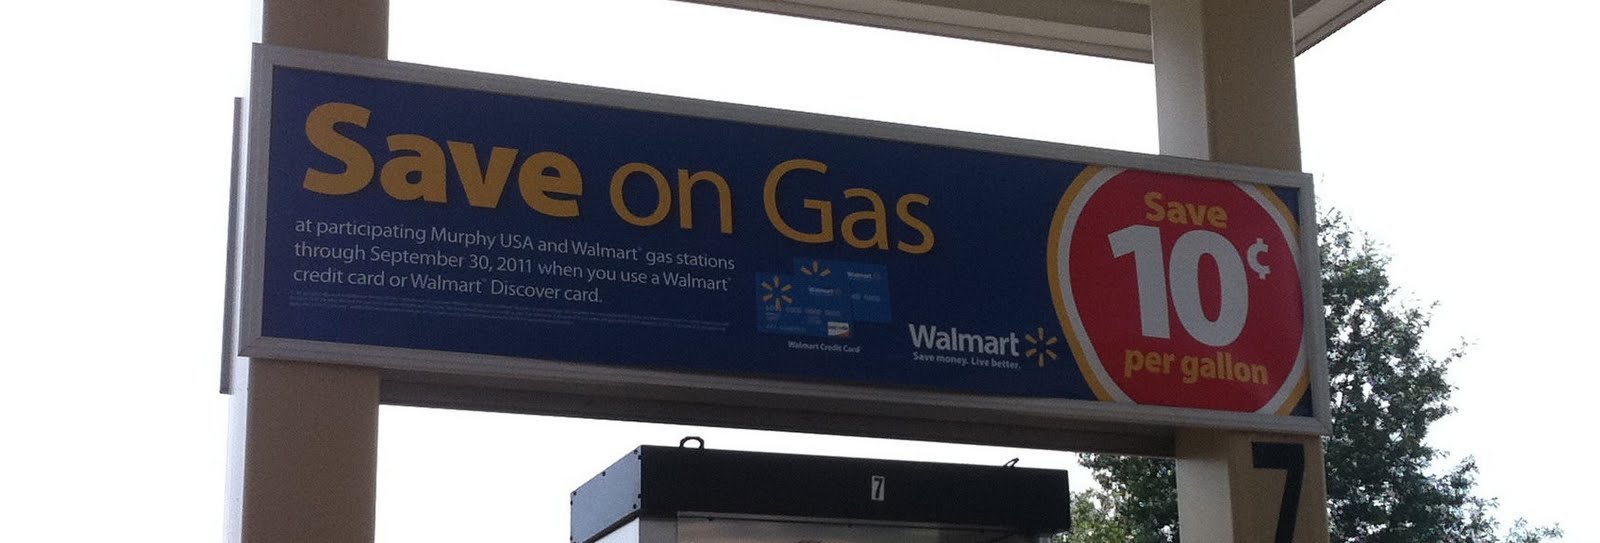 Save on Gas
at participating Murphy USA and Walmart® gas stations
through September 30, 2011 when you use a Walmart®
credit card or Walmart® Discover card.
Walmart Credit Card
Walmart
Save money. Live better.
Save
10¢
per gallon
7
7